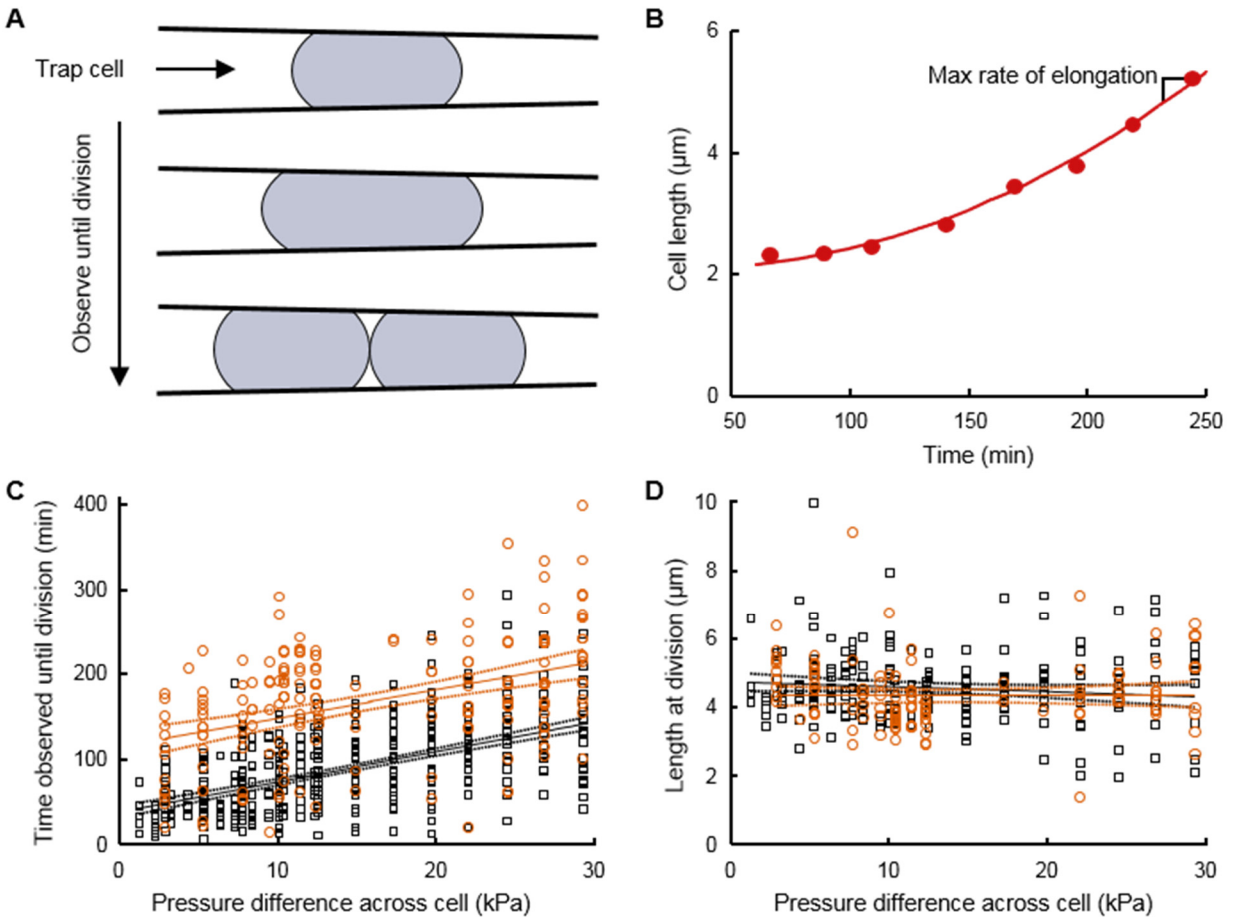 A
Trap cell
Observe until division
B
Max rate of elongation
Cell length (µm)
6
4
2
0
50
100
150
200
250
Time (min)
C
Time observed until division (min)
400
300
200
100
0
0
10
20
30
Pressure difference across cell (kPa)
D
Length at division (µm)
10
8
6
4
2
0
0
10
20
30
Pressure difference across cell (kPa)